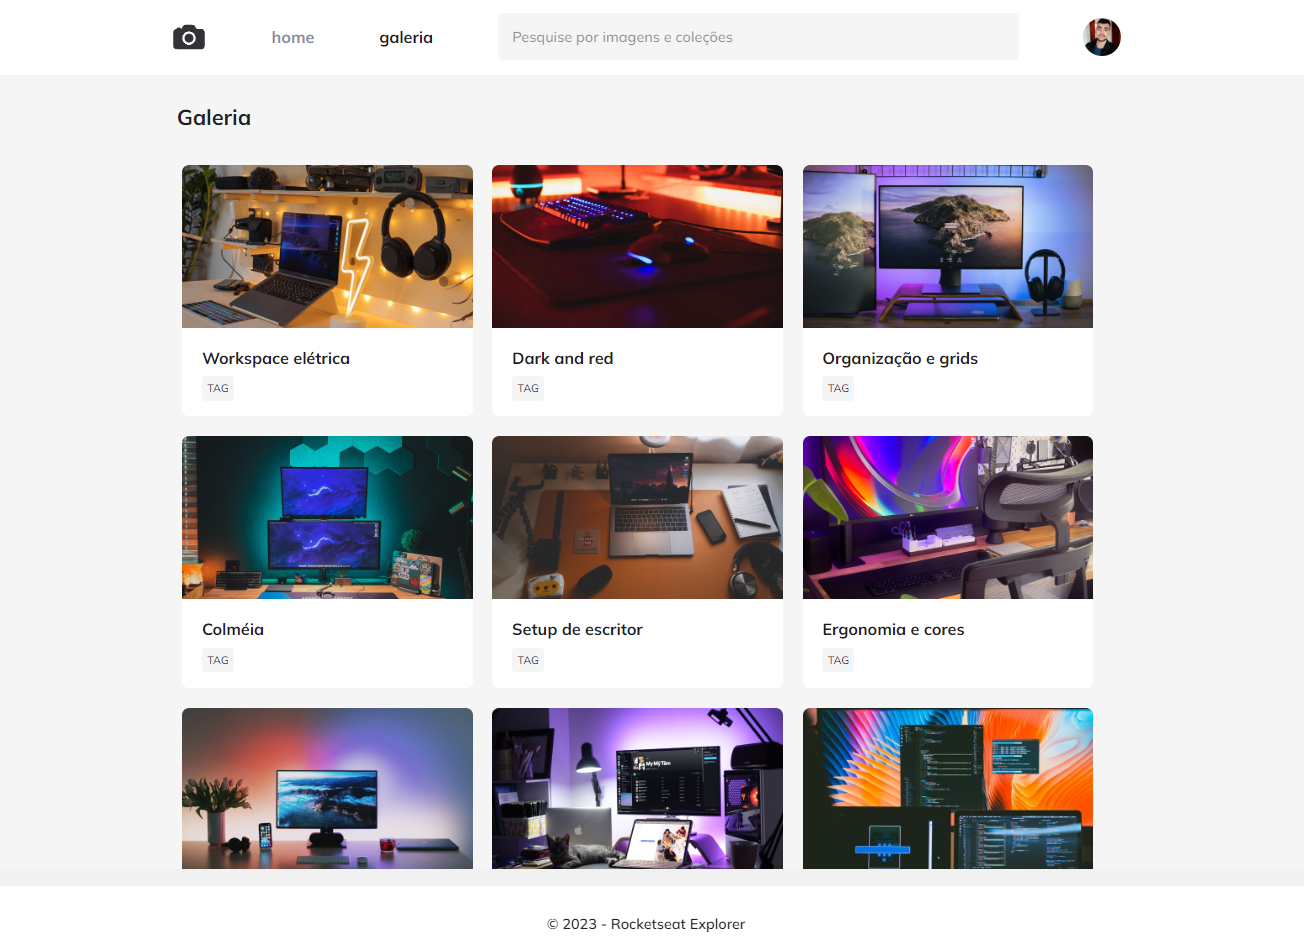 home
galeria
Pesquise por imagens e coleções
Galeria
Workspace elétrica
TAG
Dark and red
TAG
Organização e grids
TAG
Colméia
TAG
Setup de escritor
TAG
Ergonomia e cores
TAG
© 2023 - Rocketseat Explorer